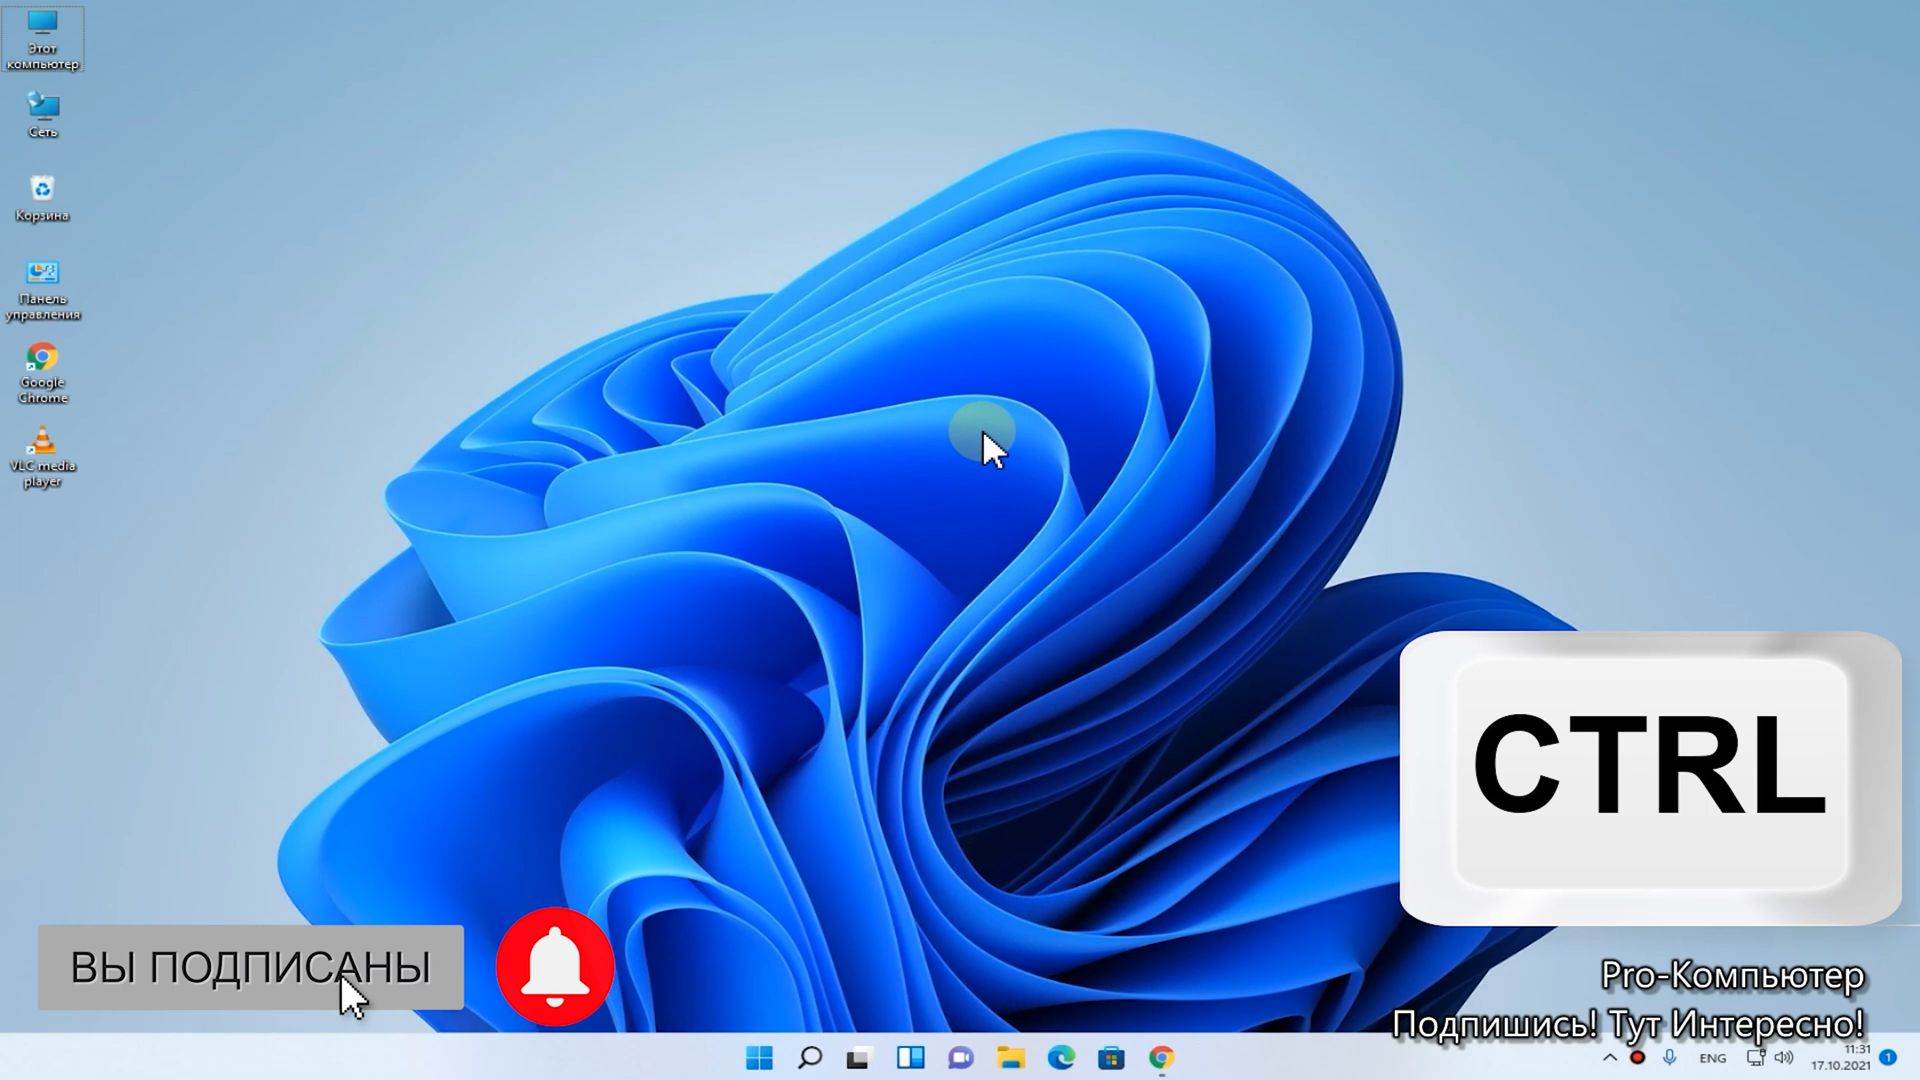 Этот
компьютер
Сеть
Корзина
Панель
управления
Google
Chrome
VLC media
player
CTRL
ВЫ ПОДПИСАНЫ
Pro-Компьютер
Подпишись! Тут Интересно!
ENG
11:31
17.10.2021
1